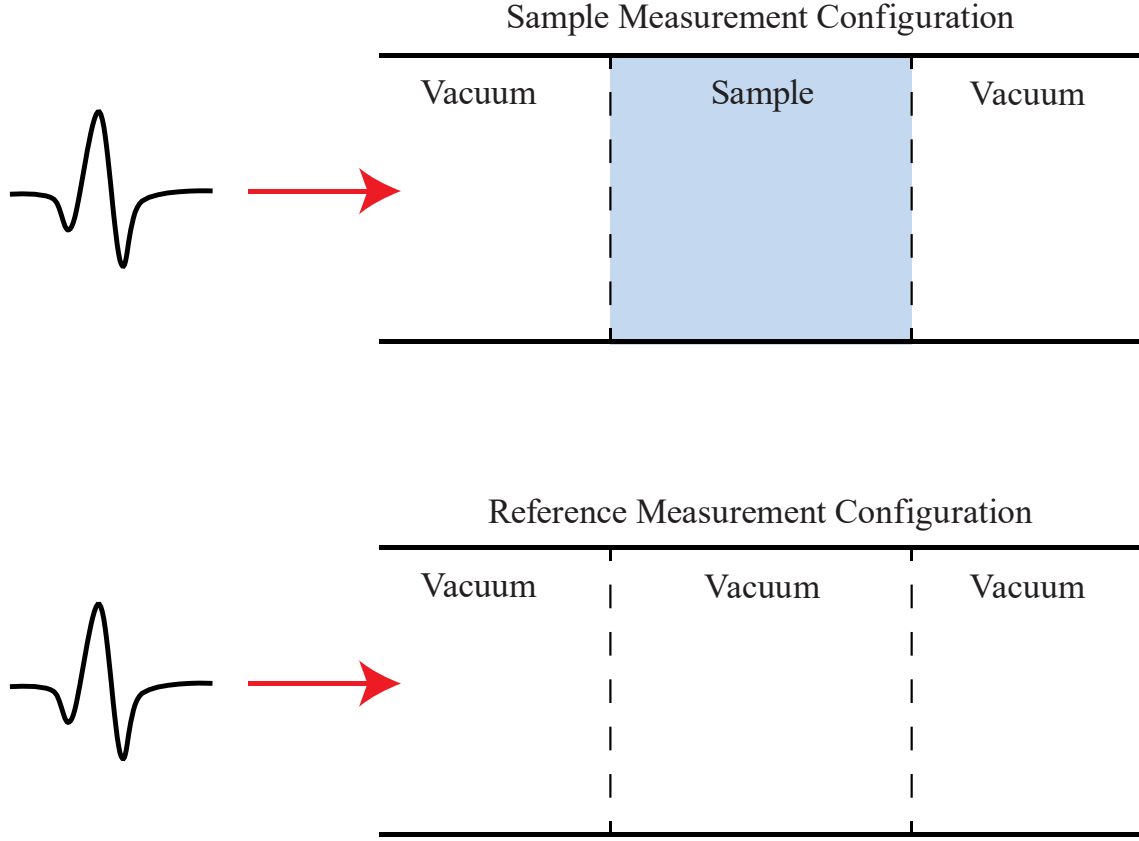 Sample Measurement Configuration
Vacuum Sample Vacuum
Reference Measurement Configuration
Vacuum Vacuum Vacuum